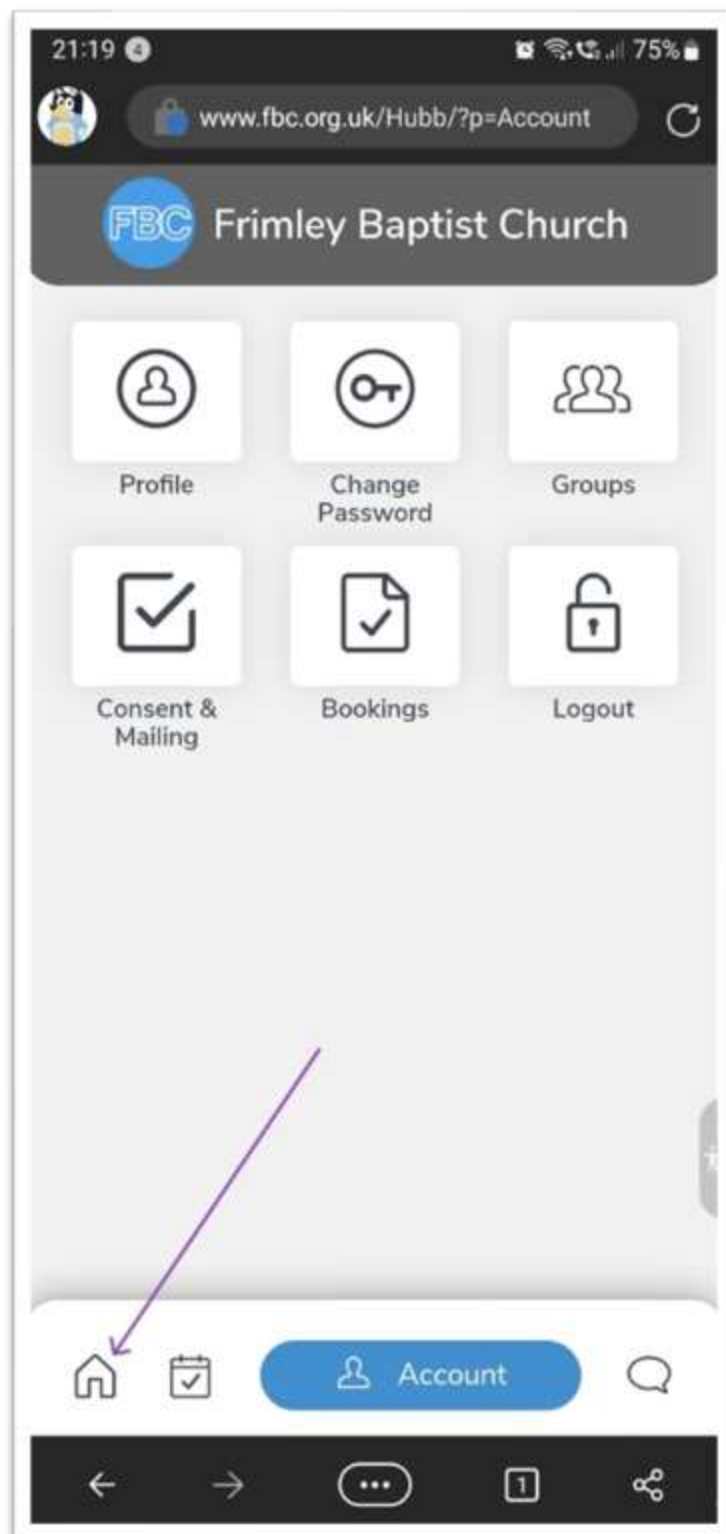 21:19 4 75%
www.fbc.org.uk/Hubb/?p=Account
FBC Frimley Baptist Church
Profile
Change
Password
Groups
Consent &
Mailing
Bookings
Logout
Account
1